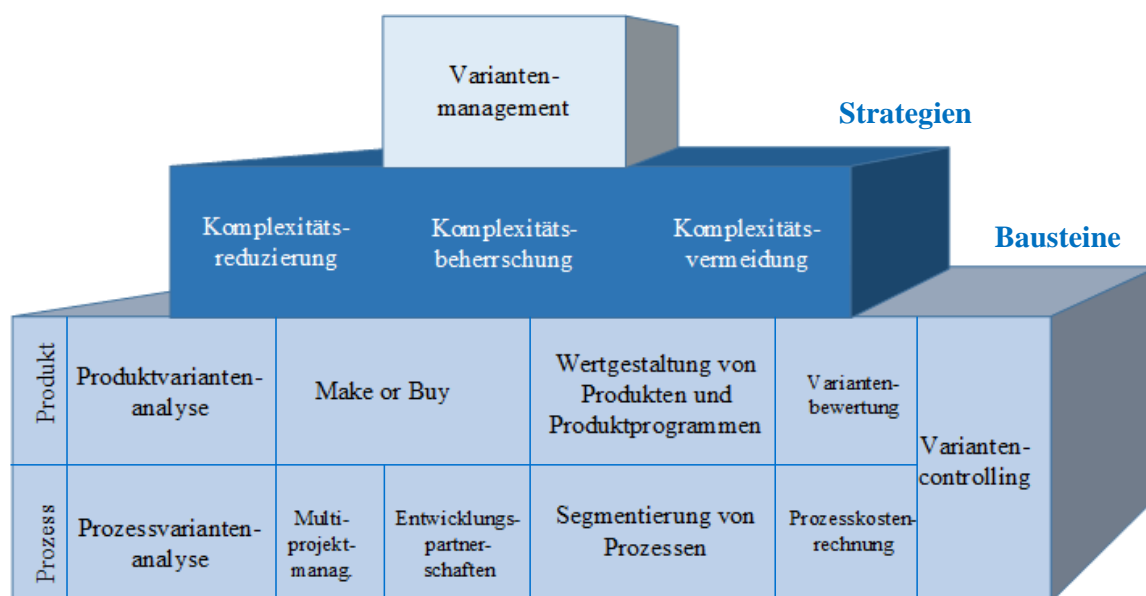 Varianten-
management
Strategien
Komplexitäts-
reduzierung
Komplexitäts-
beherrschung
Komplexitäts-
vermeidung
Bausteine
Produkt
Produktvarianten-
analyse
Make or Buy
Wertgestaltung von
Produkten und
Produktprogrammen
Varianten-
bewertung
Varianten-
controlling
Prozess
Prozessvarianten-
analyse
Multi-
projekt-
manag.
Entwicklungs-
partner-
schaften
Segmentierung von
Prozessen
Prozesskosten-
rechnung